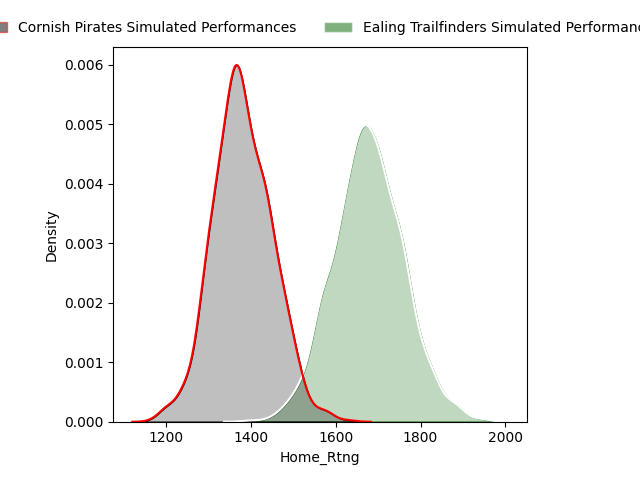 Cornish Pirates Simulated Performances
Ealing Trailfinders Simulated
0.006
0.005
0.004
0.003
0.002
0.001
0.000
Density
1200 1400 1600 1800 2000
Home_Rtng